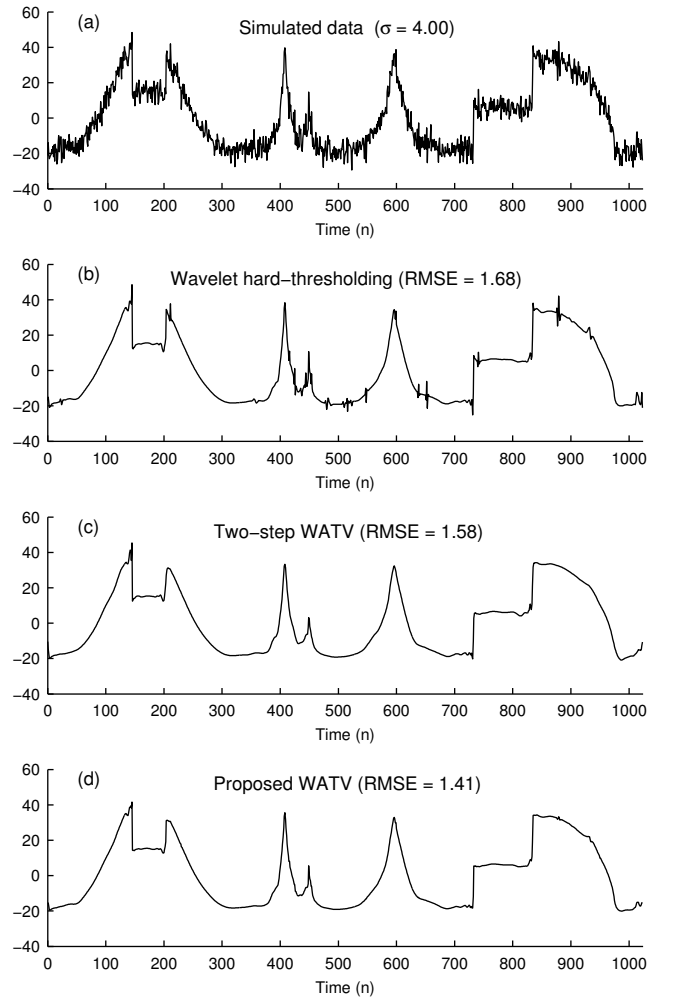 (a)
Simulated data (σ = 4.00)
60
40
20
0
−20
−40
0 100 200 300 400 500 600 700 800 900 1000
Time (n)
(b)
Wavelet hard−thresholding (RMSE = 1.68)
60
40
20
0
−20
−40
0 100 200 300 400 500 600 700 800 900 1000
Time (n)
(c)
Two−step WATV (RMSE = 1.58)
60
40
20
0
−20
−40
0 100 200 300 400 500 600 700 800 900 1000
Time (n)
(d)
Proposed WATV (RMSE = 1.41)
60
40
20
0
−20
−40
0 100 200 300 400 500 600 700 800 900 1000
Time (n)